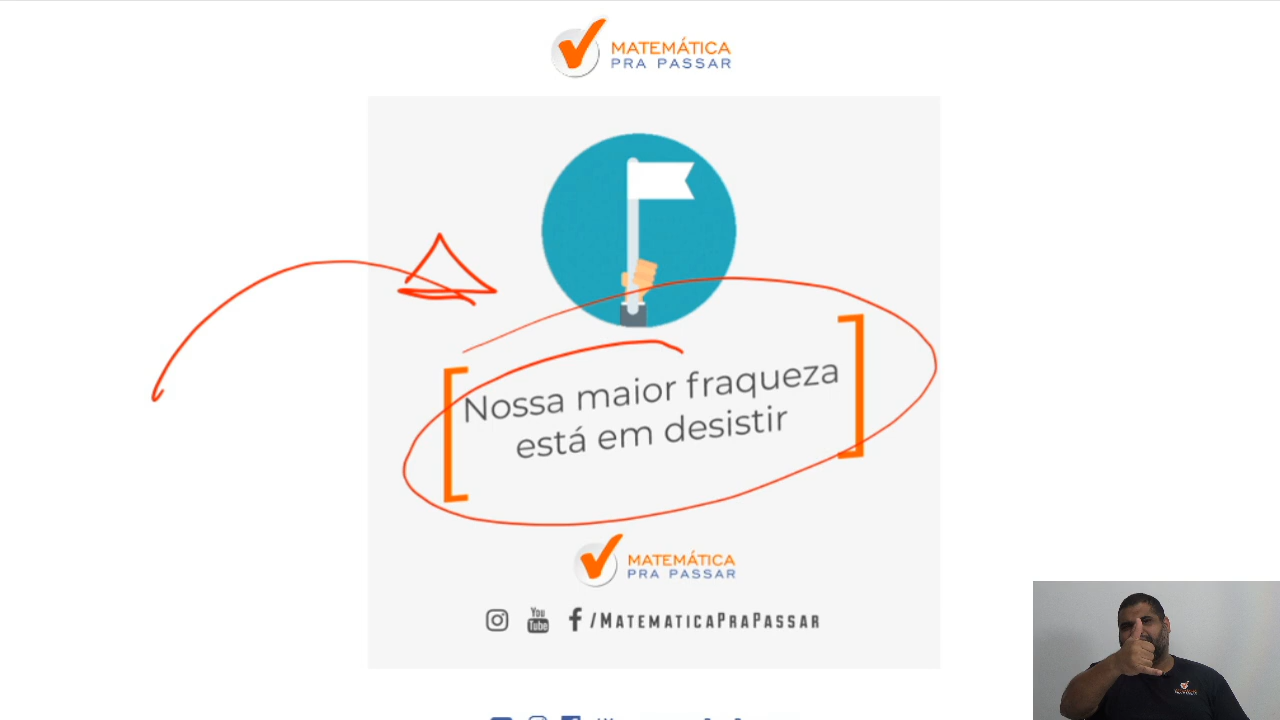 MATEMÁTICA
PRA PASSAR
Nossa maior fraqueza
está em desistir
MATEMÁTICA
PRA PASSAR
You
Tube
/MATEMATICAPRAPASSAR